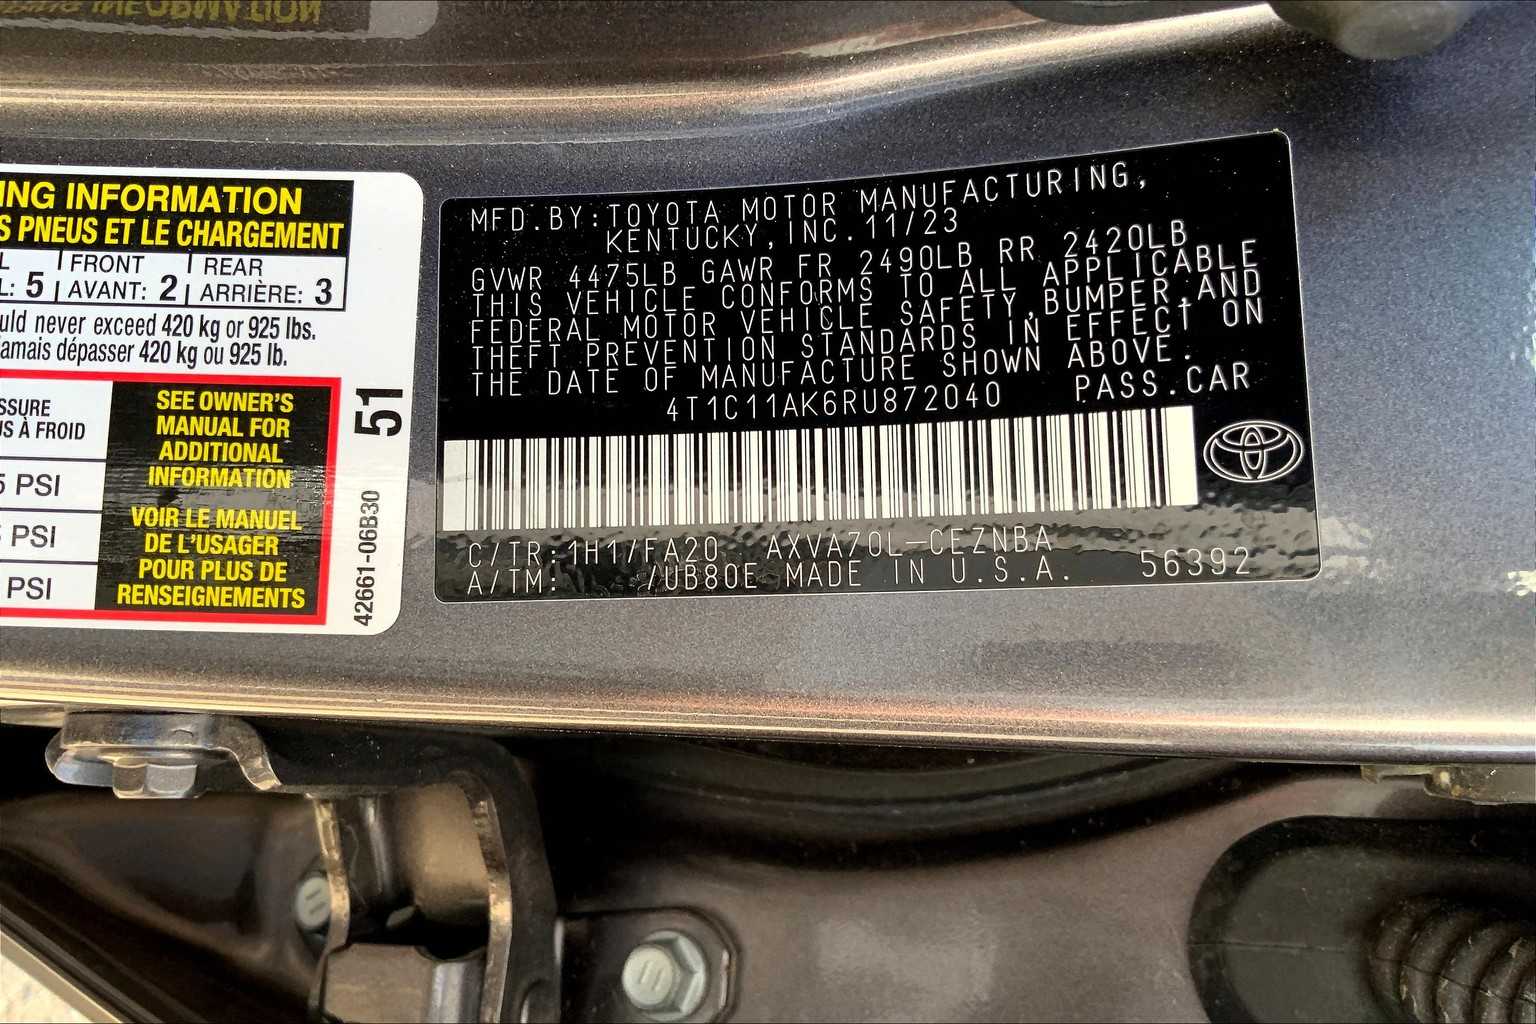 ING INFORMATION
S PNEUS ET LE CHARGEMENT
L | FRONT | REAR
L: 5 | AVANT: 2 | ARRIÈRE: 3
uld never exceed 420 kg or 925 lbs.
amais dépasser 420 kg ou 925 lb.
SSURE
S À FROID
5 PSI
PSI
PSI
SEE OWNER'S
MANUAL FOR
ADDITIONAL
INFORMATION
VOIR LE MANUEL
DE L'USAGER
POUR PLUS DE
RENSEIGNEMENTS
51
42661-06B30
MFD.BY:TOYOTA MOTOR MANUFACTURING,
KENTUCKY,INC. 11/23
GVWR 4475LB GAWR FR 2490LB RR 2420LB
THIS VEHICLE CONFORMS TO ALL APPLICABLE
FEDERAL MOTOR VEHICLE SAFETY,BUMPER,AND
THEFT PREVENTION STANDARDS IN EFFECT ON
THE DATE OF MANUFACTURE SHOWN ABOVE.
4T1C11AK6RU872040 PASS.CAR
C/TR:1H1/FA20 AXVA70L-CEZNBA
A/TM: /UB80E MADE IN U.S.A. 56392